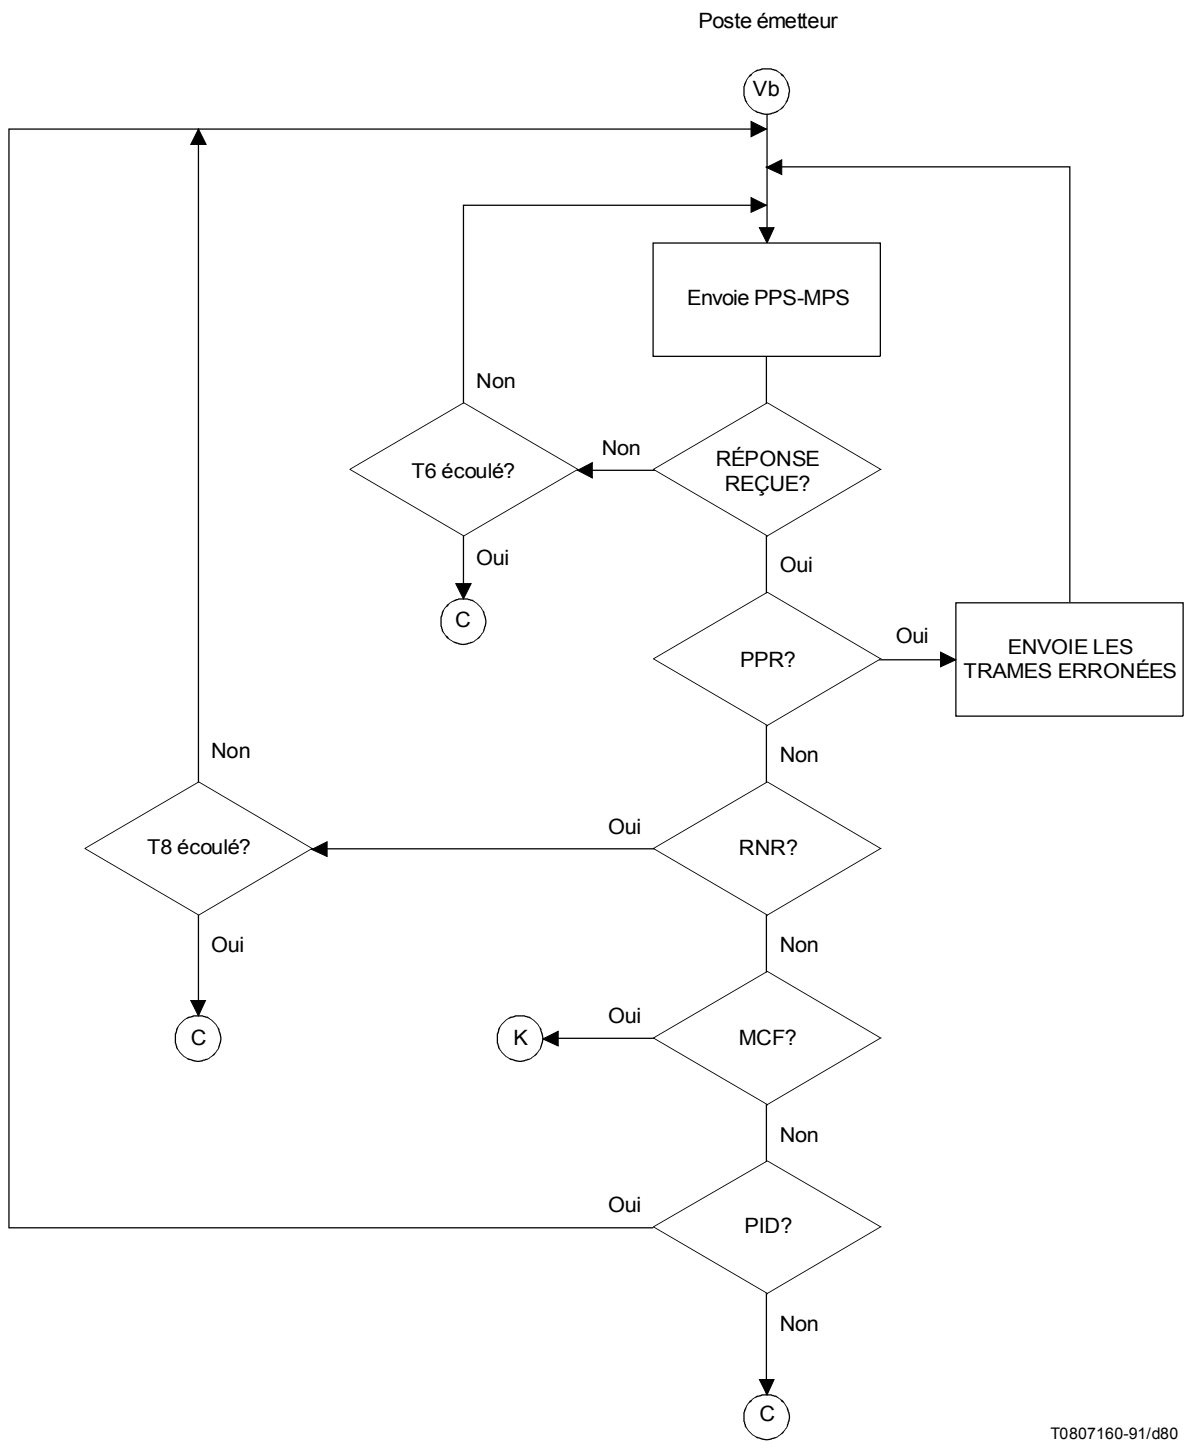 Poste émetteur
Vb
Envoie PPS-MPS
Non
T6 écoulé?
Non
RÉPONSE
REÇUE?
Oui
Oui
C
PPR?
Oui
ENVOIE LES
TRAMES ERRONÉES
Non
Non
T8 écoulé?
Oui
RNR?
Oui
Non
C
K
Oui
MCF?
Non
Oui
PID?
Non
C
T0807160-91/d80